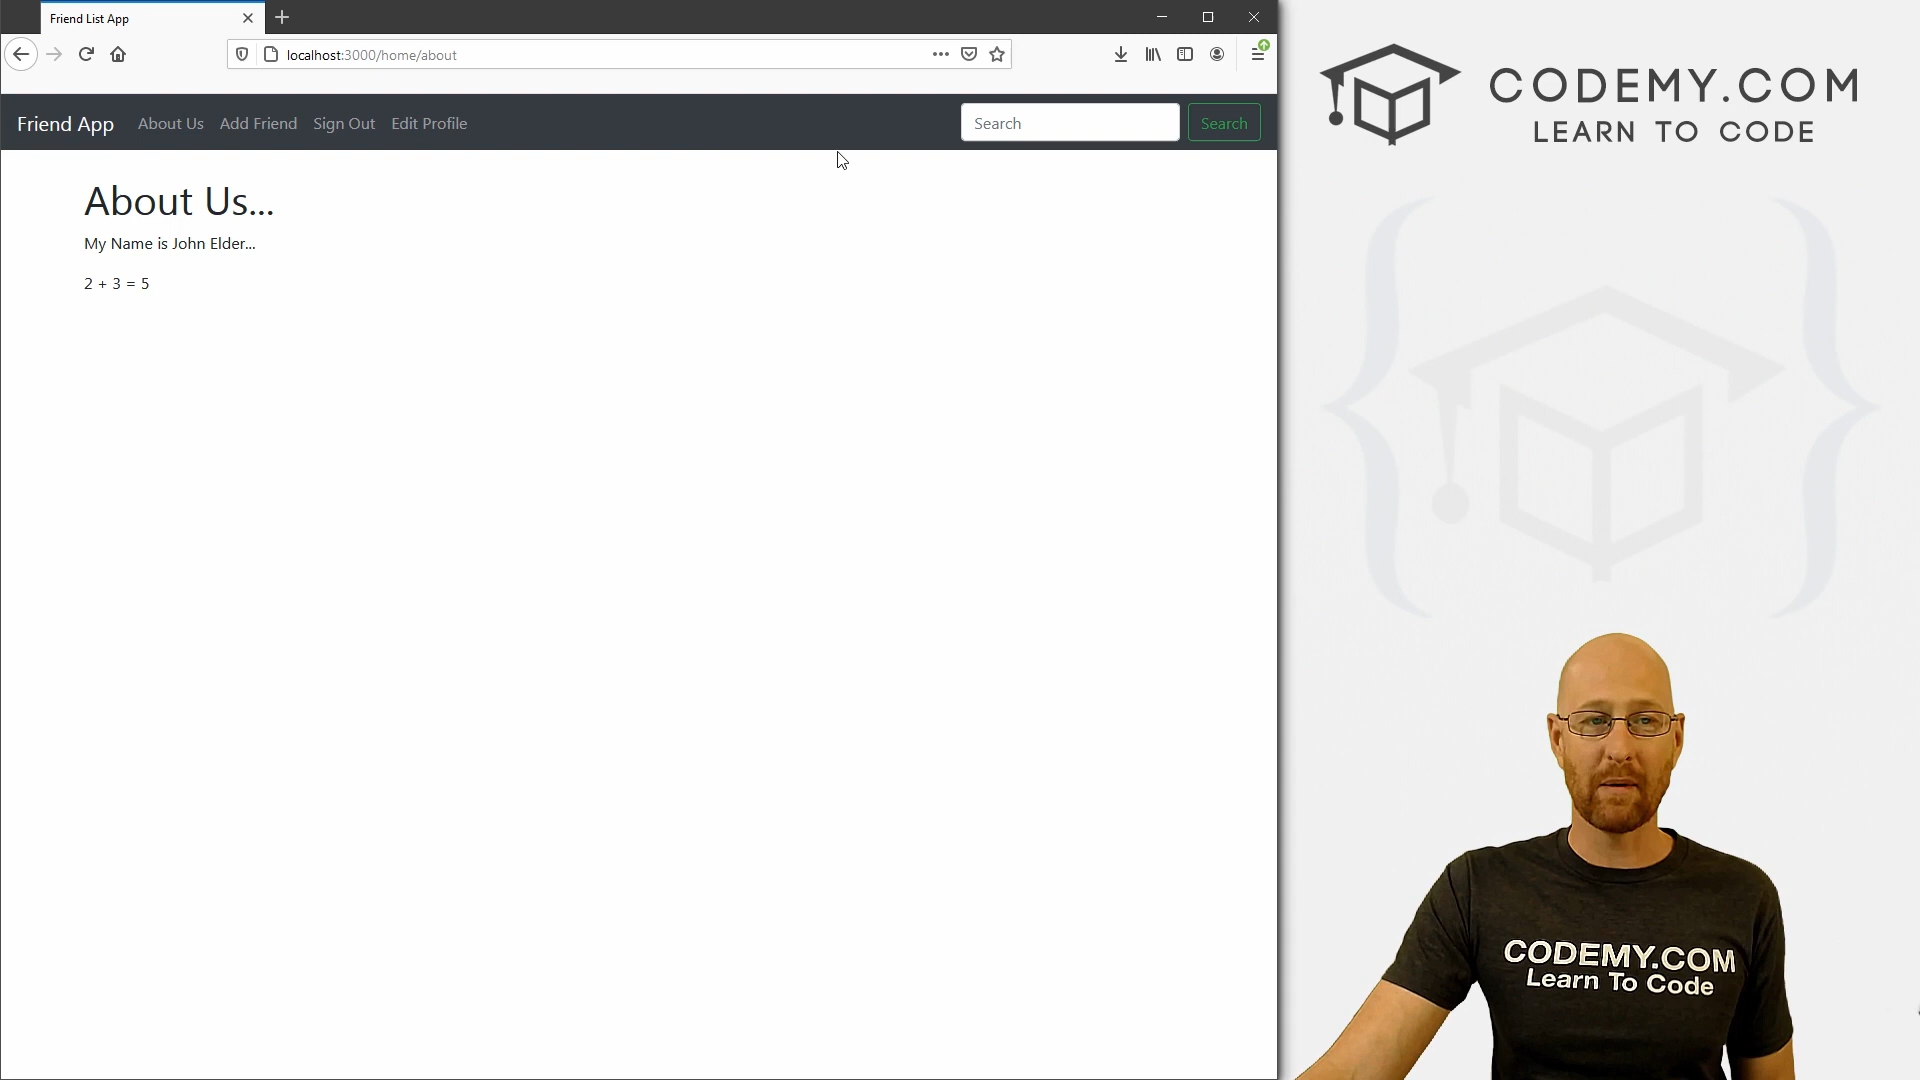 Friend List App
localhost:3000/home/about
Friend App About Us Add Friend Sign Out Edit Profile Search Search
About Us...
My Name is John Elder...
2 + 3 = 5
CODEMY.COM
LEARN TO CODE
CODEMY.COM
Learn To Code